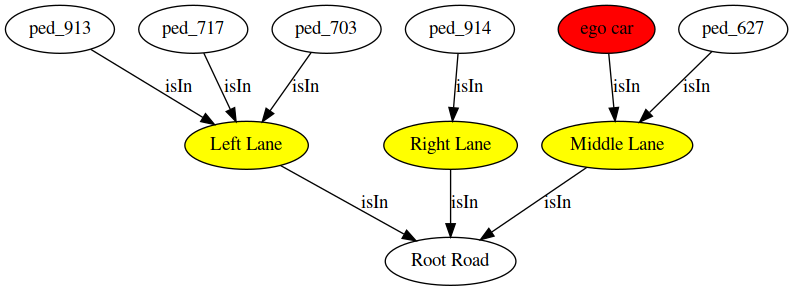 ped_913
ped_717
ped_703
ped_914
ego car
ped_627
isIn
isIn
isIn
isIn
isIn
isIn
Left Lane
Right Lane
Middle Lane
isIn
isIn
isIn
Root Road